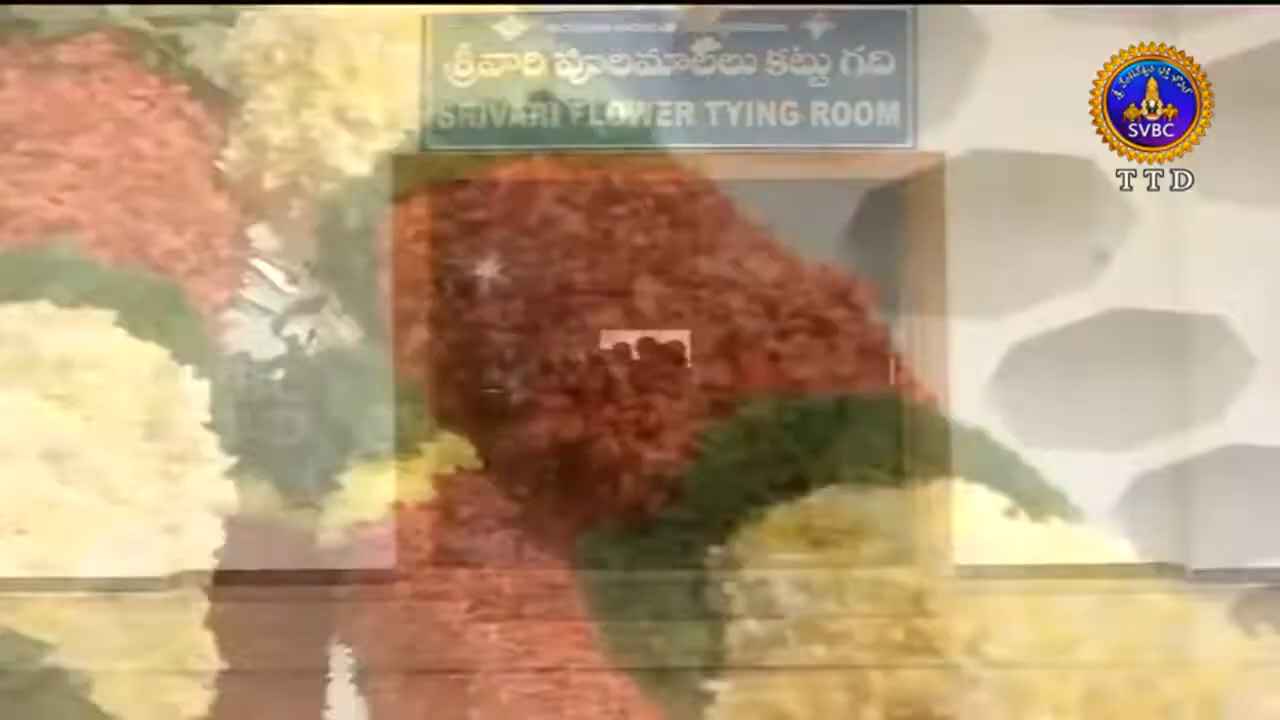 శ్రీవారి పూలమాలలు కట్టు గది
SRIVARI FLOWER TYING ROOM
SVBC
TTD